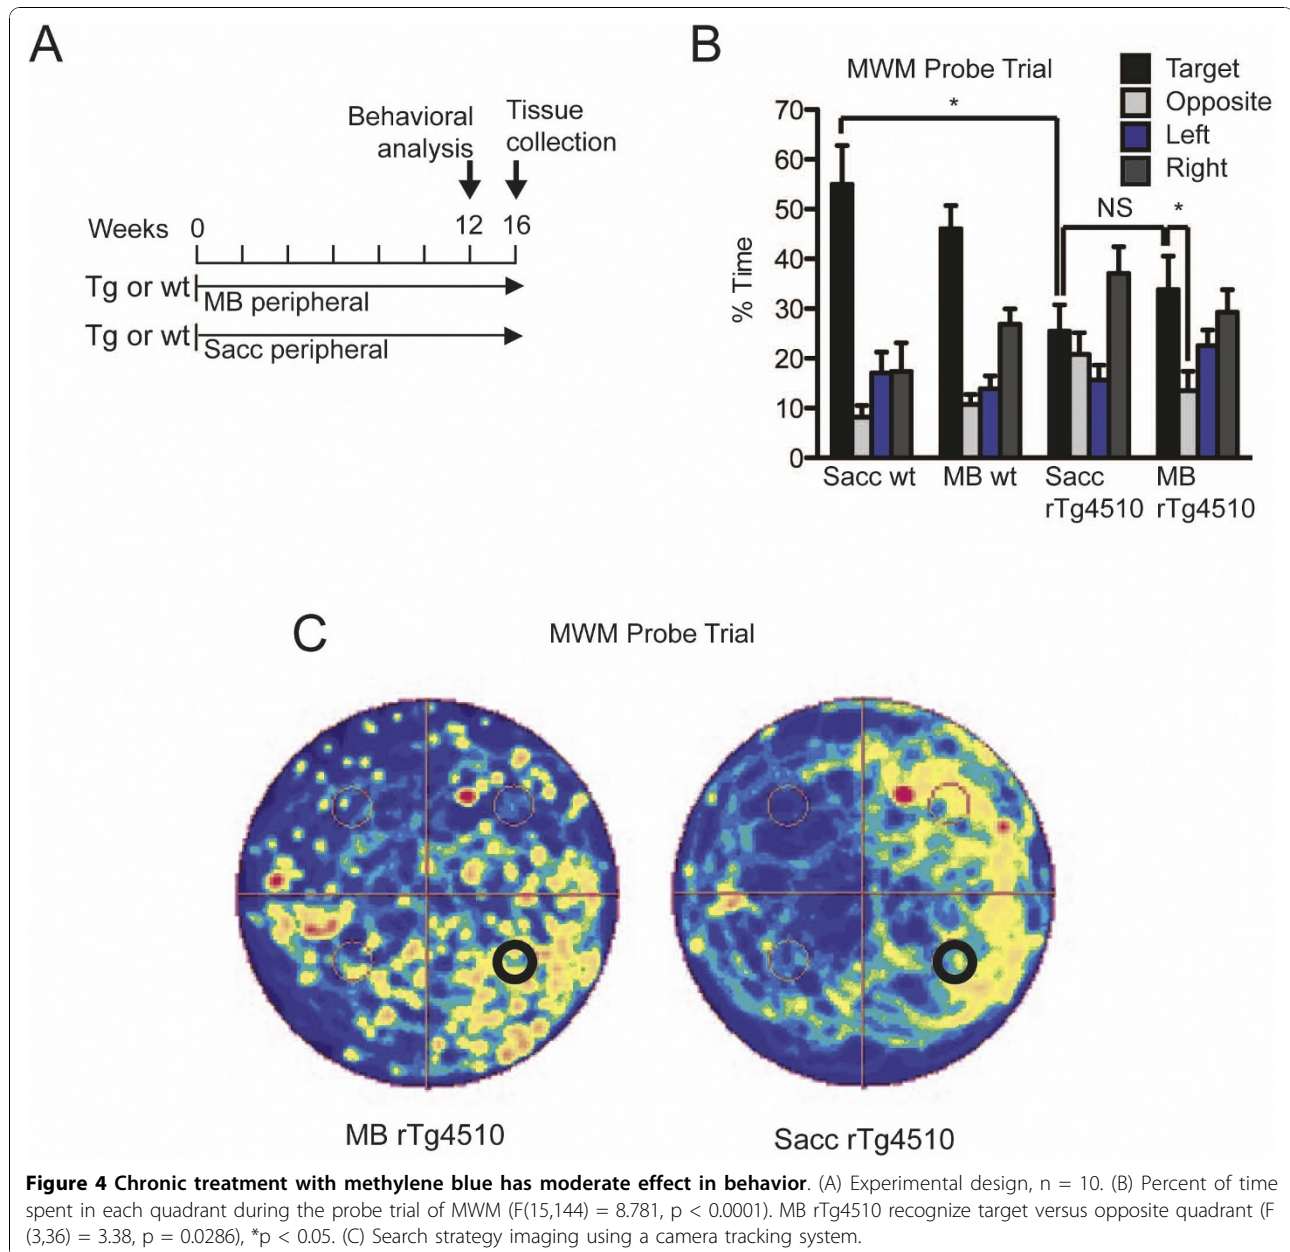 A
Behavioral
analysis
Tissue
collection
Weeks 0 12 16
Tg or wt MB peripheral
Tg or wt Sacc peripheral
B
MWM Probe Trial
Target
Opposite
Left
Right
% Time
70
60
50
40
30
20
10
0
*
NS
*
Sacc wt
MB wt
Sacc
rTg4510
MB
rTg4510
C
MWM Probe Trial
MB rTg4510
Sacc rTg4510
Figure 4 Chronic treatment with methylene blue has moderate effect in behavior. (A) Experimental design, n = 10. (B) Percent of time
spent in each quadrant during the probe trial of MWM (F(15,144) = 8.781, p < 0.0001). MB rTg4510 recognize target versus opposite quadrant (F
(3,36) = 3.38, p = 0.0286), *p < 0.05. (C) Search strategy imaging using a camera tracking system.